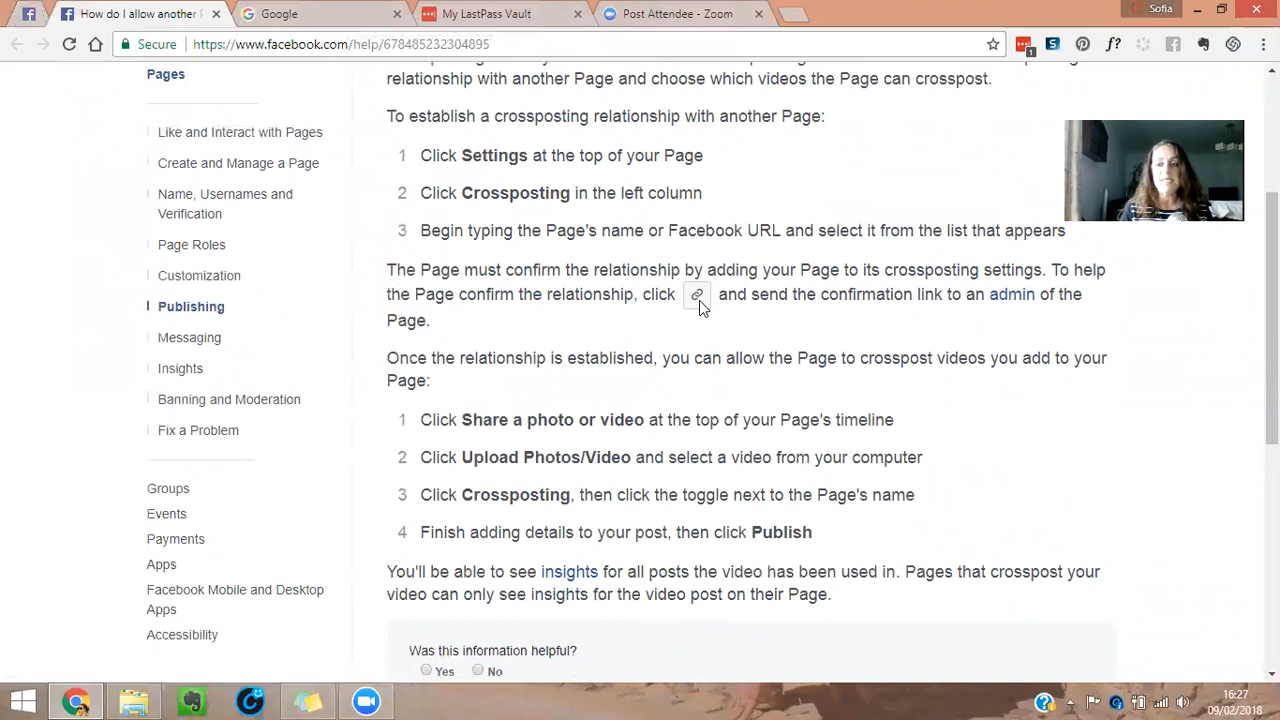 Sofia
How do I allow another P
Google
My LastPass Vault
Post Attendee - Zoom
Secure
https://www.facebook.com/help/678485232304895
f?
1
Pages
Like and Interact with Pages
Create and Manage a Page
Name, Usernames and
Verification
Page Roles
Customization
Publishing
Messaging
Insights
Banning and Moderation
Fix a Problem
Groups
Events
Payments
Apps
Facebook Mobile and Desktop
Apps
Accessibility
relationship with another Page and choose which videos the Page can crosspost.
To establish a crossposting relationship with another Page:
1 Click Settings at the top of your Page
2 Click Crossposting in the left column
3 Begin typing the Page's name or Facebook URL and select it from the list that appears
The Page must confirm the relationship by adding your Page to its crossposting settings. To help
the Page confirm the relationship, click and send the confirmation link to an admin of the
Page.
Once the relationship is established, you can allow the Page to crosspost videos you add to your
Page:
1 Click Share a photo or video at the top of your Page's timeline
2 Click Upload Photos/Video and select a video from your computer
3 Click Crossposting, then click the toggle next to the Page's name
4 Finish adding details to your post, then click Publish
You'll be able to see insights for all posts the video has been used in. Pages that crosspost your
video can only see insights for the video post on their Page.
Was this information helpful?
Yes No
16:27
09/02/2018